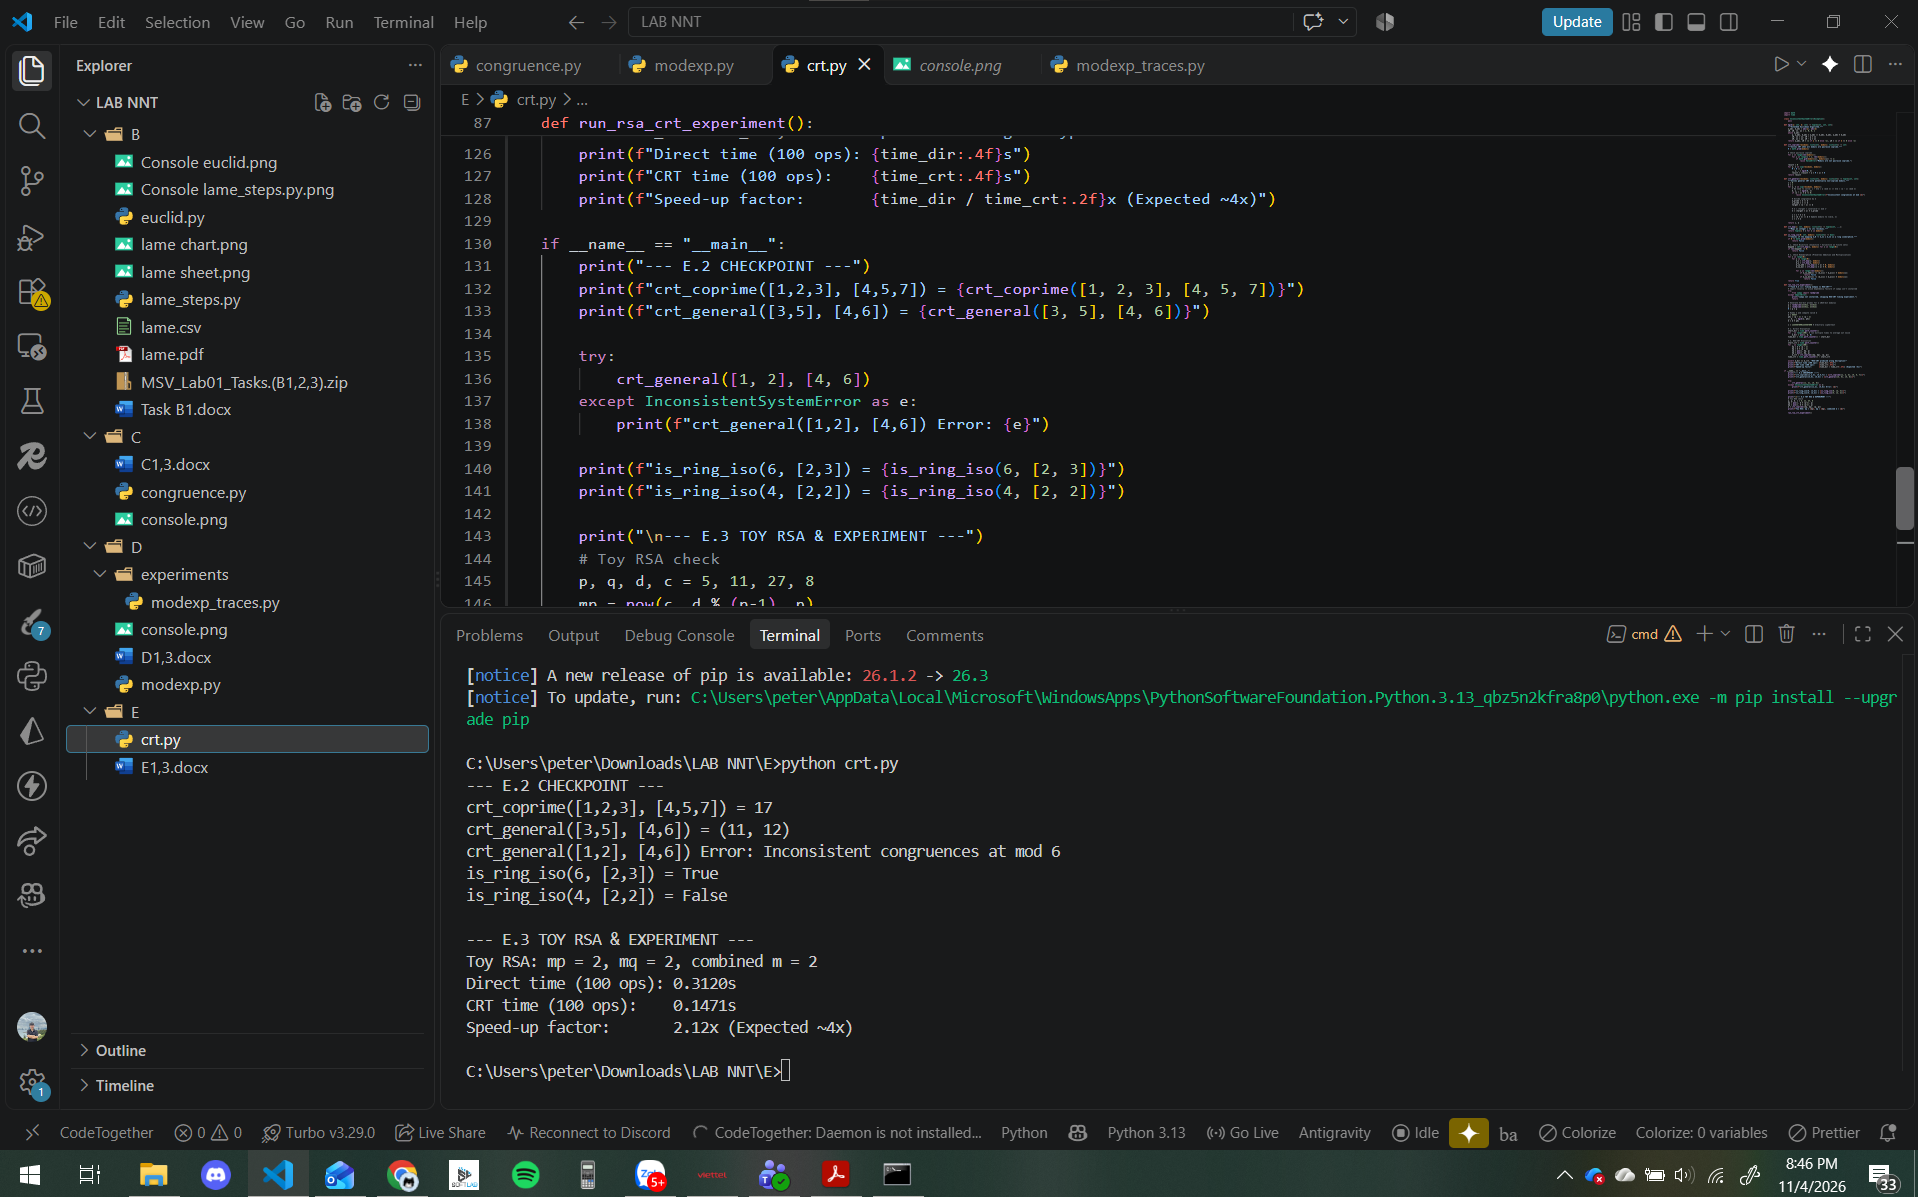 File Edit Selection View Go Run Terminal Help
LAB NNT
Update
Explorer
LAB NNT
B
Console euclid.png
Console lame_steps.py.png
euclid.py
lame chart.png
lame sheet.png
lame_steps.py
lame.csv
lame.pdf
MSV_Lab01_Tasks.(B1,2,3).zip
Task B1.docx
C
C1,3.docx
congruence.py
console.png
D
experiments
modexp_traces.py
console.png
D1,3.docx
modexp.py
E
crt.py
E1,3.docx
Outline
Timeline
7
1
congruence.py modexp.py crt.py console.png modexp_traces.py
E > crt.py > ...
87 def run_rsa_crt_experiment():
126 print(f"Direct time (100 ops): {time_dir:.4f}s")
127 print(f"CRT time (100 ops):    {time_crt:.4f}s")
128 print(f"Speed-up factor:       {time_dir / time_crt:.2f}x (Expected ~4x)")
129
130 if __name__ == "__main__":
131 print("--- E.2 CHECKPOINT ---")
132 print(f"crt_coprime([1,2,3], [4,5,7]) = {crt_coprime([1, 2, 3], [4, 5, 7])}")
133 print(f"crt_general([3,5], [4,6]) = {crt_general([3, 5], [4, 6])}")
134
135 try:
136 crt_general([1, 2], [4, 6])
137 except InconsistentSystemError as e:
138 print(f"crt_general([1,2], [4,6]) Error: {e}")
139
140 print(f"is_ring_iso(6, [2,3]) = {is_ring_iso(6, [2, 3])}")
141 print(f"is_ring_iso(4, [2,2]) = {is_ring_iso(4, [2, 2])}")
142
143 print("\n--- E.3 TOY RSA & EXPERIMENT ---")
144 # Toy RSA check
145 p, q, d, c = 5, 11, 27, 8
146 mp = pow(c, d % (p-1), p)
Problems Output Debug Console Terminal Ports Comments
cmd
[notice] A new release of pip is available: 26.1.2 -> 26.3
[notice] To update, run: C:\Users\peter\AppData\Local\Microsoft\WindowsApps\PythonSoftwareFoundation.Python.3.13_qbz5n2kfra8p0\python.exe -m pip install --upgr
ade pip
C:\Users\peter\Downloads\LAB NNT\E>python crt.py
--- E.2 CHECKPOINT ---
crt_coprime([1,2,3], [4,5,7]) = 17
crt_general([3,5], [4,6]) = (11, 12)
crt_general([1,2], [4,6]) Error: Inconsistent congruences at mod 6
is_ring_iso(6, [2,3]) = True
is_ring_iso(4, [2,2]) = False
--- E.3 TOY RSA & EXPERIMENT ---
Toy RSA: mp = 2, mq = 2, combined m = 2
Direct time (100 ops): 0.3120s
CRT time (100 ops):    0.1471s
Speed-up factor:       2.12x (Expected ~4x)
C:\Users\peter\Downloads\LAB NNT\E>
CodeTogether 0 0 Turbo v3.29.0 Live Share Reconnect to Discord CodeTogether: Daemon is not installed... Python Python 3.13 Go Live Antigravity Idle ba Colorize Colorize: 0 variables Prettier
5+
viettel
8:46 PM
11/4/2026
33